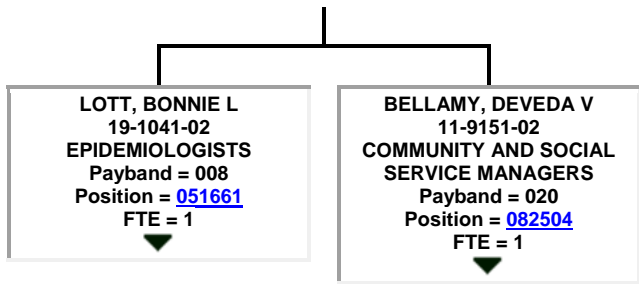 LOTT, BONNIE L
19-1041-02
EPIDEMIOLOGISTS
Payband = 008
Position = 051661
FTE = 1
BELLAMY, DEVEDA V
11-9151-02
COMMUNITY AND SOCIAL
SERVICE MANAGERS
Payband = 020
Position = 082504
FTE = 1